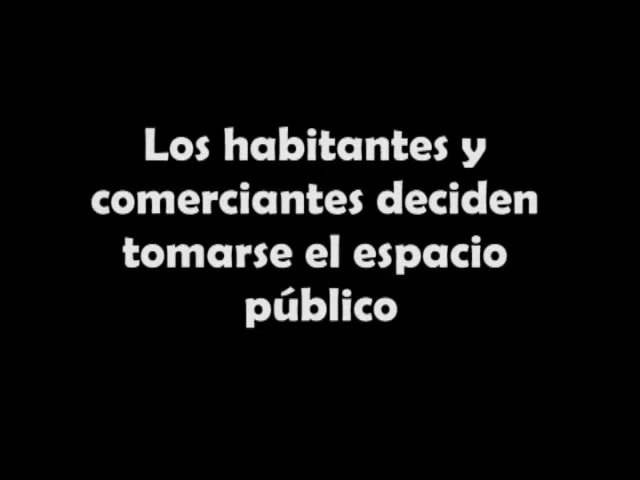 Los habitantes y
comerciantes deciden
tomarse el espacio
público